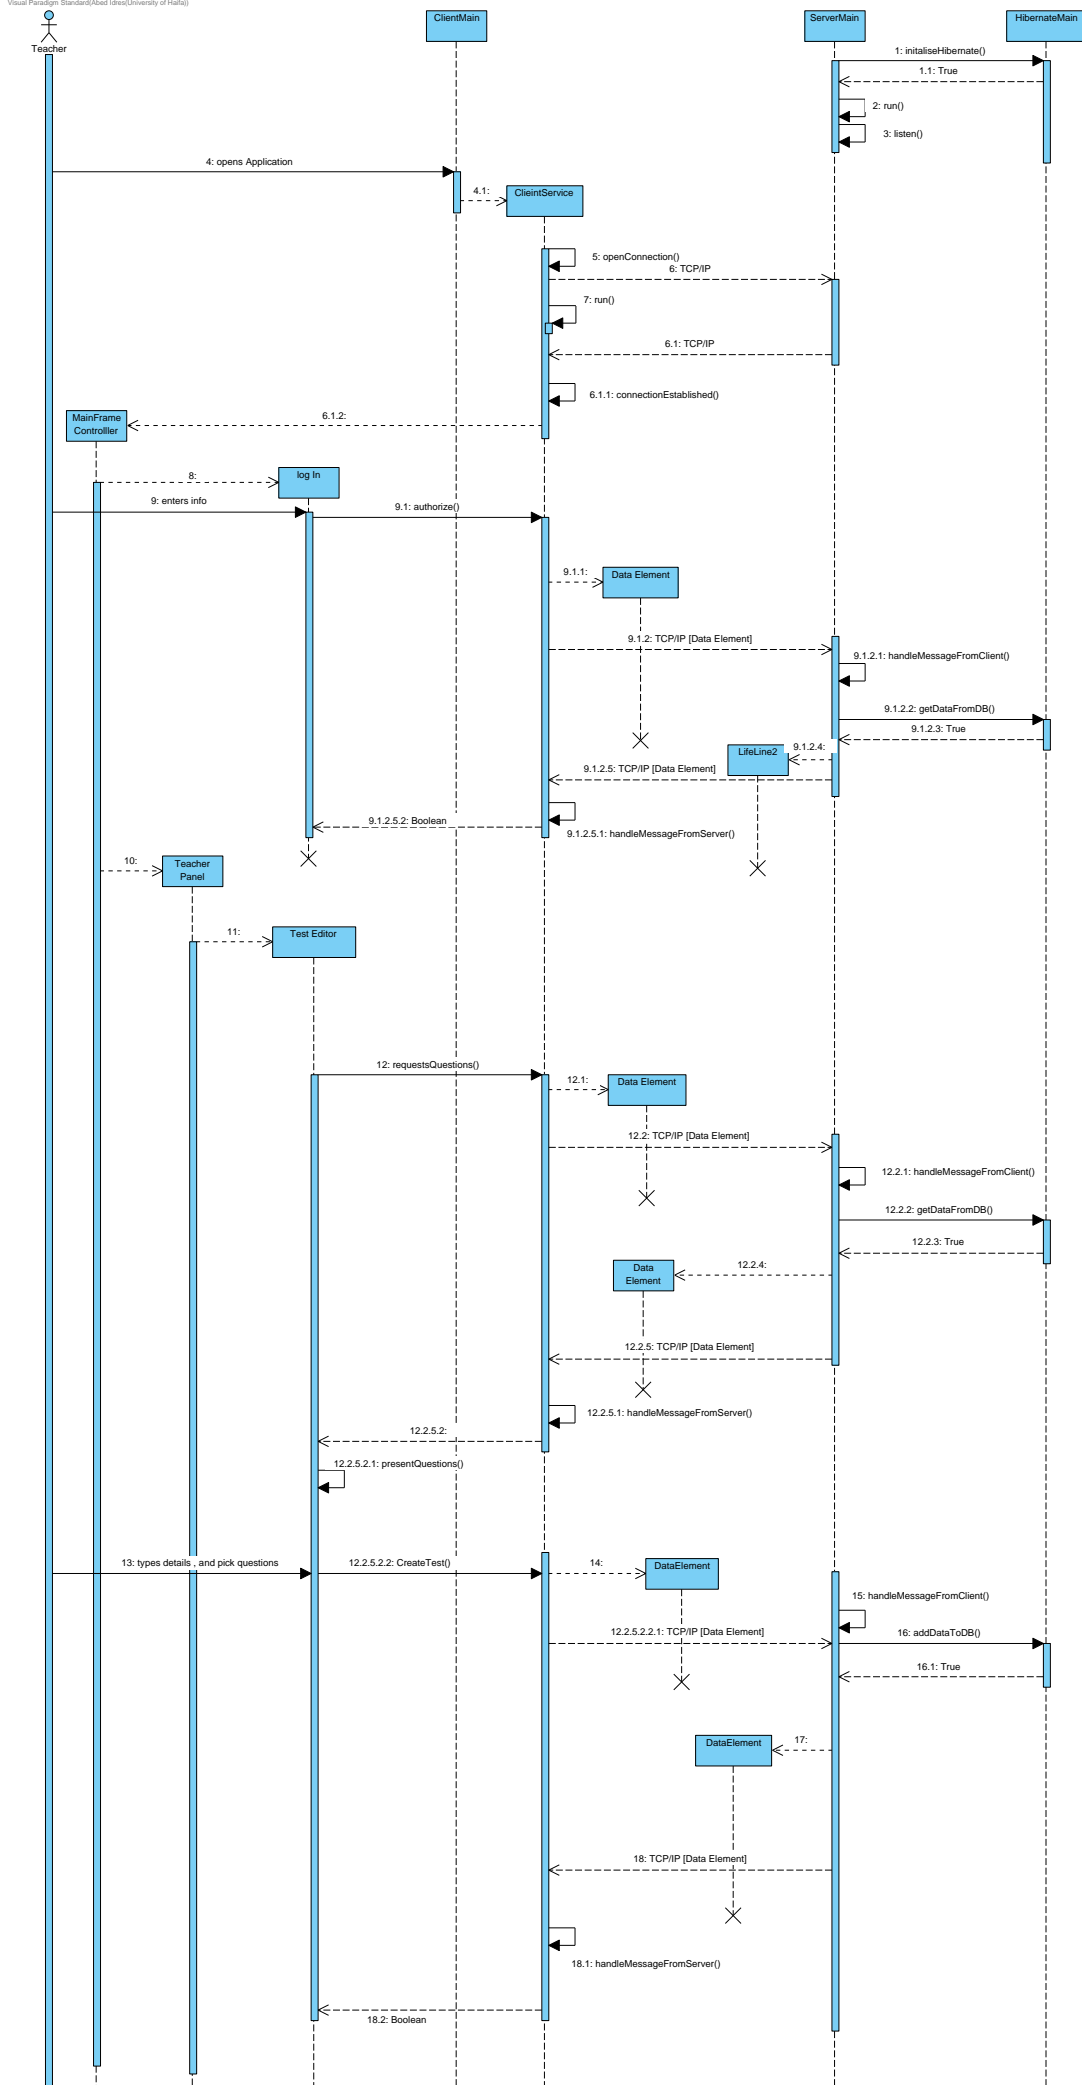 Visual Paradigm Standard(Abed Idres(University of Haifa))
Teacher
ClientMain
ServerMain
HibernateMain
1: initaliseHibernate()
1.1: True
2: run()
3: listen()
4: opens Application
4.1:
ClieintService
5: openConnection()
6: TCP/IP
7: run()
6.1: TCP/IP
6.1.1: connectionEstablished()
6.1.2:
MainFrame
Controlller
8:
log In
9: enters info
9.1: authorize()
9.1.1:
Data Element
9.1.2: TCP/IP [Data Element]
9.1.2.1: handleMessageFromClient()
9.1.2.2: getDataFromDB()
9.1.2.3: True
9.1.2.4:
LifeLine2
9.1.2.5: TCP/IP [Data Element]
9.1.2.5.2: Boolean
9.1.2.5.1: handleMessageFromServer()
10:
Teacher
Panel
11:
Test Editor
12: requestsQuestions()
12.1:
Data Element
12.2: TCP/IP [Data Element]
12.2.1: handleMessageFromClient()
12.2.2: getDataFromDB()
12.2.3: True
12.2.4:
Data
Element
12.2.5: TCP/IP [Data Element]
12.2.5.1: handleMessageFromServer()
12.2.5.2:
12.2.5.2.1: presentQuestions()
13: types details , and pick questions
12.2.5.2.2: CreateTest()
14:
DataElement
15: handleMessageFromClient()
12.2.5.2.2.1: TCP/IP [Data Element]
16: addDataToDB()
16.1: True
17:
DataElement
18: TCP/IP [Data Element]
18.1: handleMessageFromServer()
18.2: Boolean